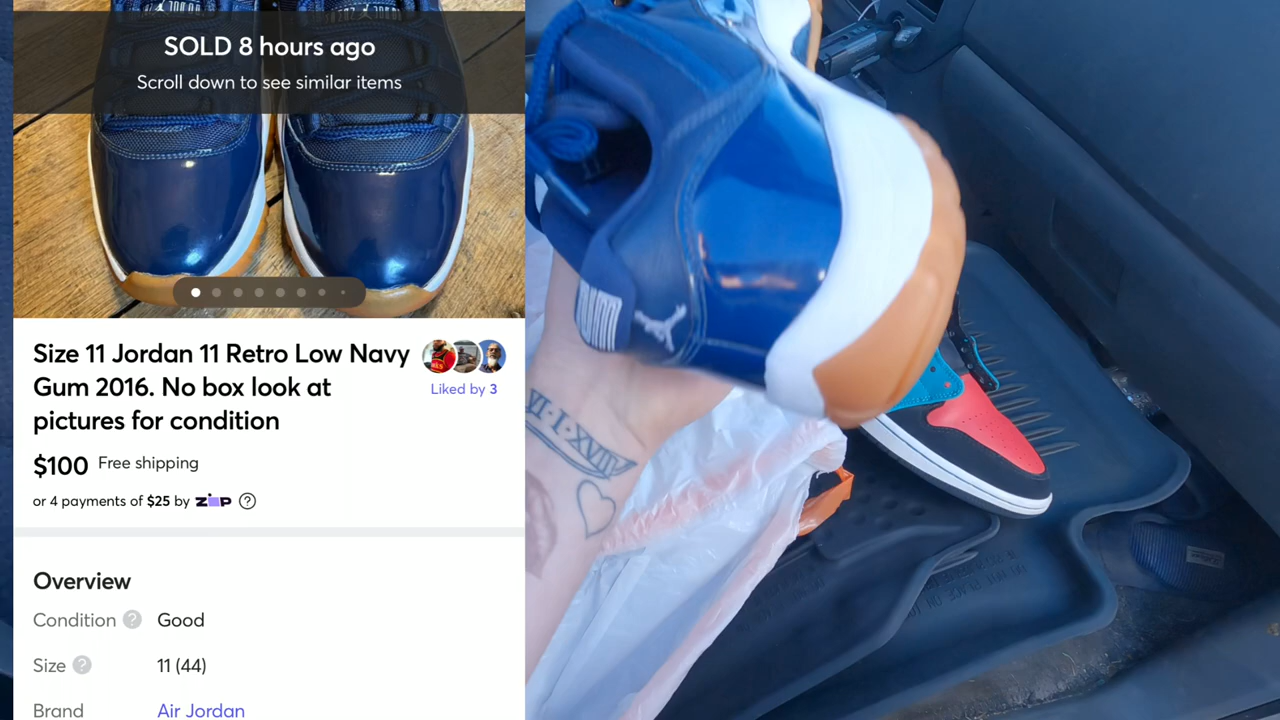 SOLD 8 hours ago
Scroll down to see similar items
Size 11 Jordan 11 Retro Low Navy
Gum 2016. No box look at
pictures for condition
Liked by 3
$100 Free shipping
or 4 payments of $25 by ZIP ?
Overview
Condition ? Good
Size ? 11 (44)
Brand Air Jordan